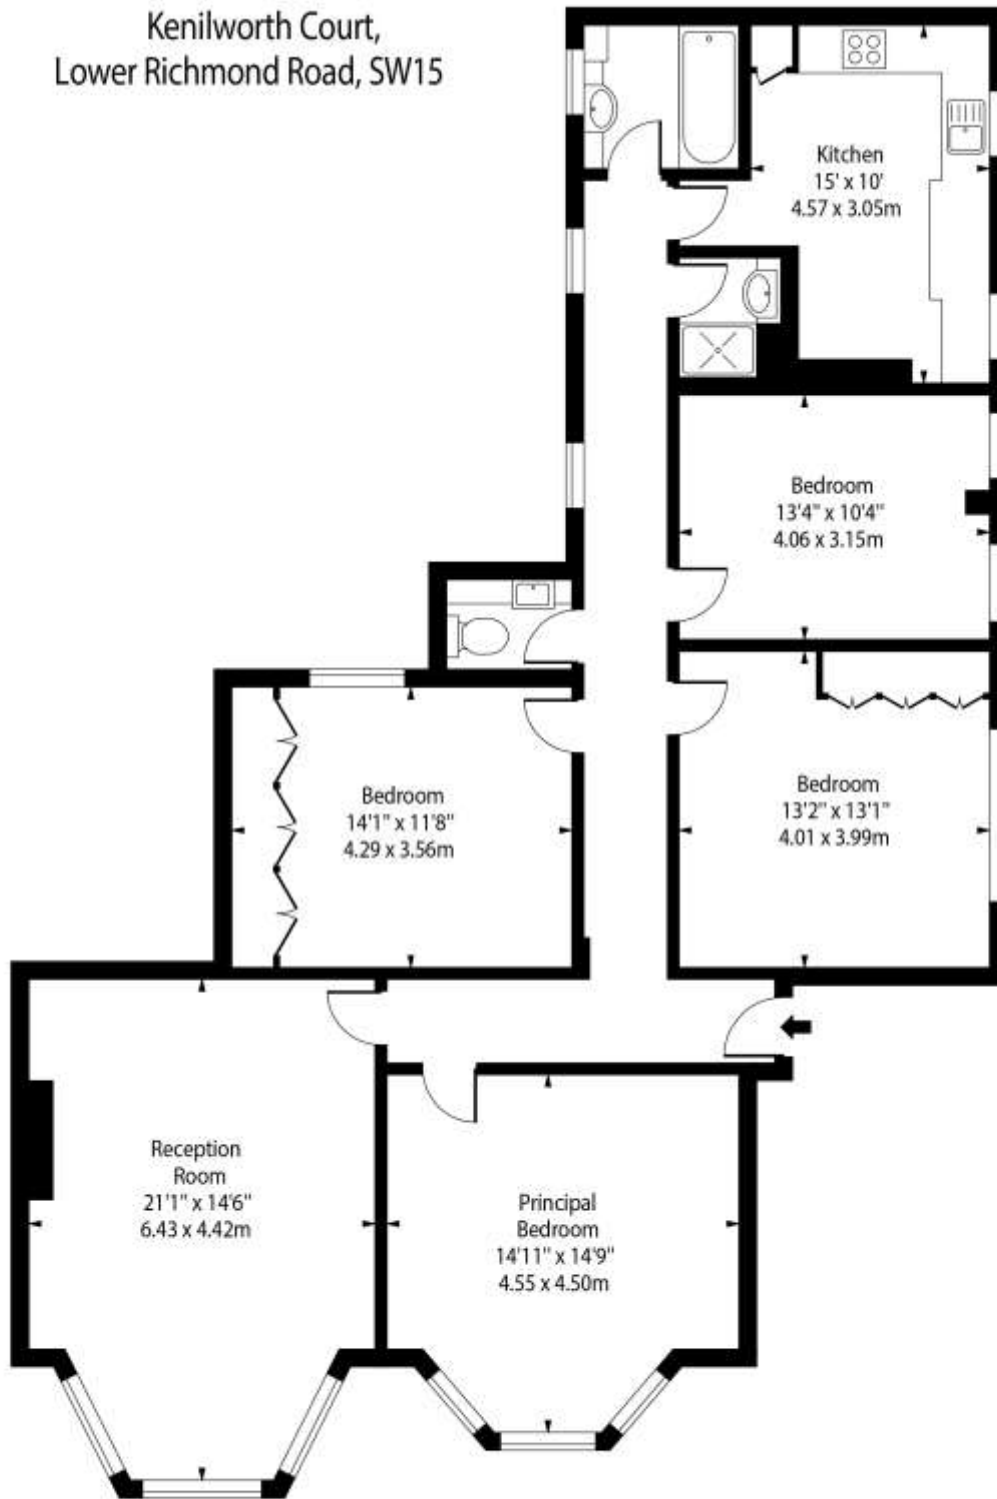 Kenilworth Court,
Lower Richmond Road, SW15
Kitchen
15' x 10'
4.57 x 3.05m
Bedroom
13'4" x 10'4"
4.06 x 3.15m
Bedroom
14'1" x 11'8"
4.29 x 3.56m
Bedroom
13'2" x 13'1"
4.01 x 3.99m
Reception
Room
21'1" x 14'6"
6.43 x 4.42m
Principal
Bedroom
14'11" x 14'9"
4.55 x 4.50m